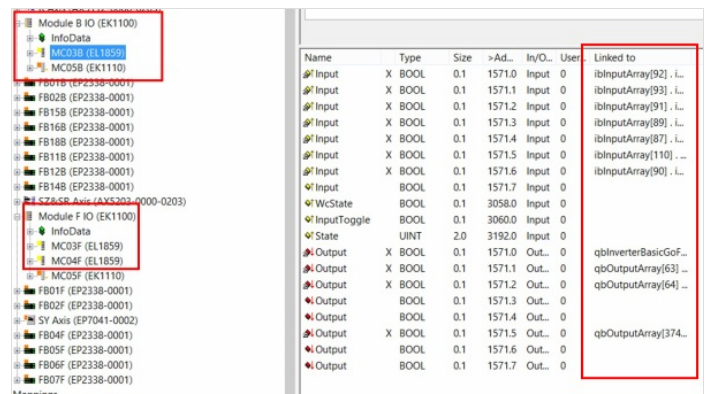 Module B IO (EK1100)
InfoData
MC03B (EL1859)
MC05B (EK1110)
FB01B (EP2338-0001)
FB02B (EP2338-0001)
FB15B (EP2338-0001)
FB16B (EP2338-0001)
FB18B (EP2338-0001)
FB11B (EP2338-0001)
FB12B (EP2338-0001)
FB14B (EP2338-0001)
SZ&SR Axis (AX5203-0000-0203)
Module F IO (EK1100)
InfoData
MC03F (EL1859)
MC04F (EL1859)
MC05F (EK1110)
FB01F (EP2338-0001)
FB02F (EP2338-0001)
SY Axis (EP7041-0002)
FB04F (EP2338-0001)
FB05F (EP2338-0001)
FB06F (EP2338-0001)
FB07F (EP2338-0001)
Mappings
Name Type Size >Ad... In/O... User... Linked to
Input X BOOL 0.1 1571.0 Input 0 ibInputArray[92] . i...
Input X BOOL 0.1 1571.1 Input 0 ibInputArray[93] . i...
Input X BOOL 0.1 1571.2 Input 0 ibInputArray[91] . i...
Input X BOOL 0.1 1571.3 Input 0 ibInputArray[89] . i...
Input X BOOL 0.1 1571.4 Input 0 ibInputArray[87] . i...
Input X BOOL 0.1 1571.5 Input 0 ibInputArray[110] . ...
Input X BOOL 0.1 1571.6 Input 0 ibInputArray[90] . i...
Input BOOL 0.1 1571.7 Input 0
WcState BOOL 0.1 3058.0 Input 0
InputToggle BOOL 0.1 3060.0 Input 0
State UINT 2.0 3192.0 Input 0
Output X BOOL 0.1 1571.0 Out... 0 qbInverterBasicGoF...
Output X BOOL 0.1 1571.1 Out... 0 qbOutputArray[63] ...
Output X BOOL 0.1 1571.2 Out... 0 qbOutputArray[64] ...
Output BOOL 0.1 1571.3 Out... 0
Output BOOL 0.1 1571.4 Out... 0
Output X BOOL 0.1 1571.5 Out... 0 qbOutputArray[374...
Output BOOL 0.1 1571.6 Out... 0
Output BOOL 0.1 1571.7 Out... 0